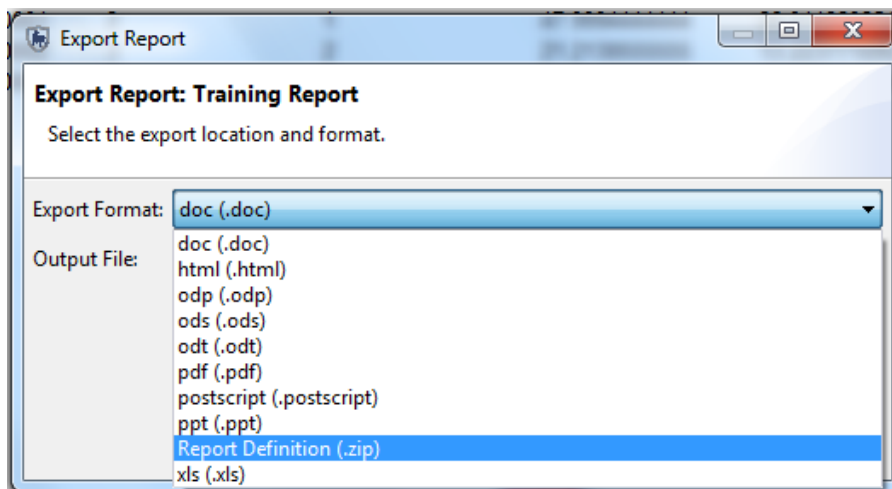 Export Report
Export Report: Training Report
Select the export location and format.
Export Format: doc (.doc)
Output File:
doc (.doc)
html (.html)
odp (.odp)
ods (.ods)
odt (.odt)
pdf (.pdf)
postscript (.postscript)
ppt (.ppt)
Report Definition (.zip)
xls (.xls)